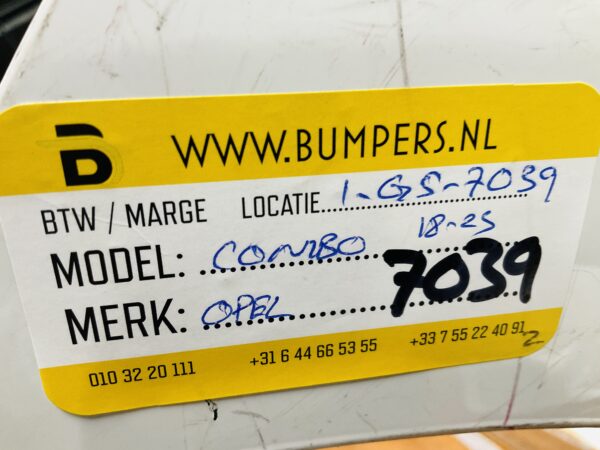 B WWW.BUMPERS.NL
BTW / MARGE LOCATIE 1-GS-7039
MODEL: COMBO 18-25
MERK: OPEL 7039
010 32 20 111 +31 6 44 66 53 55 +33 7 55 22 40 91
2